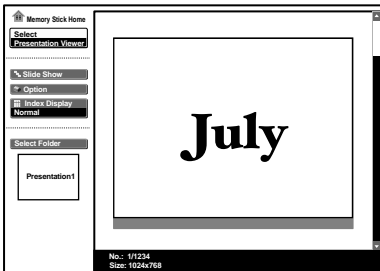 Memory Stick Home
Select
Presentation Viewer
Slide Show
Option
Index Display
Normal
Select Folder
Presentation1
July
No.: 1/1234
Size: 1024x768